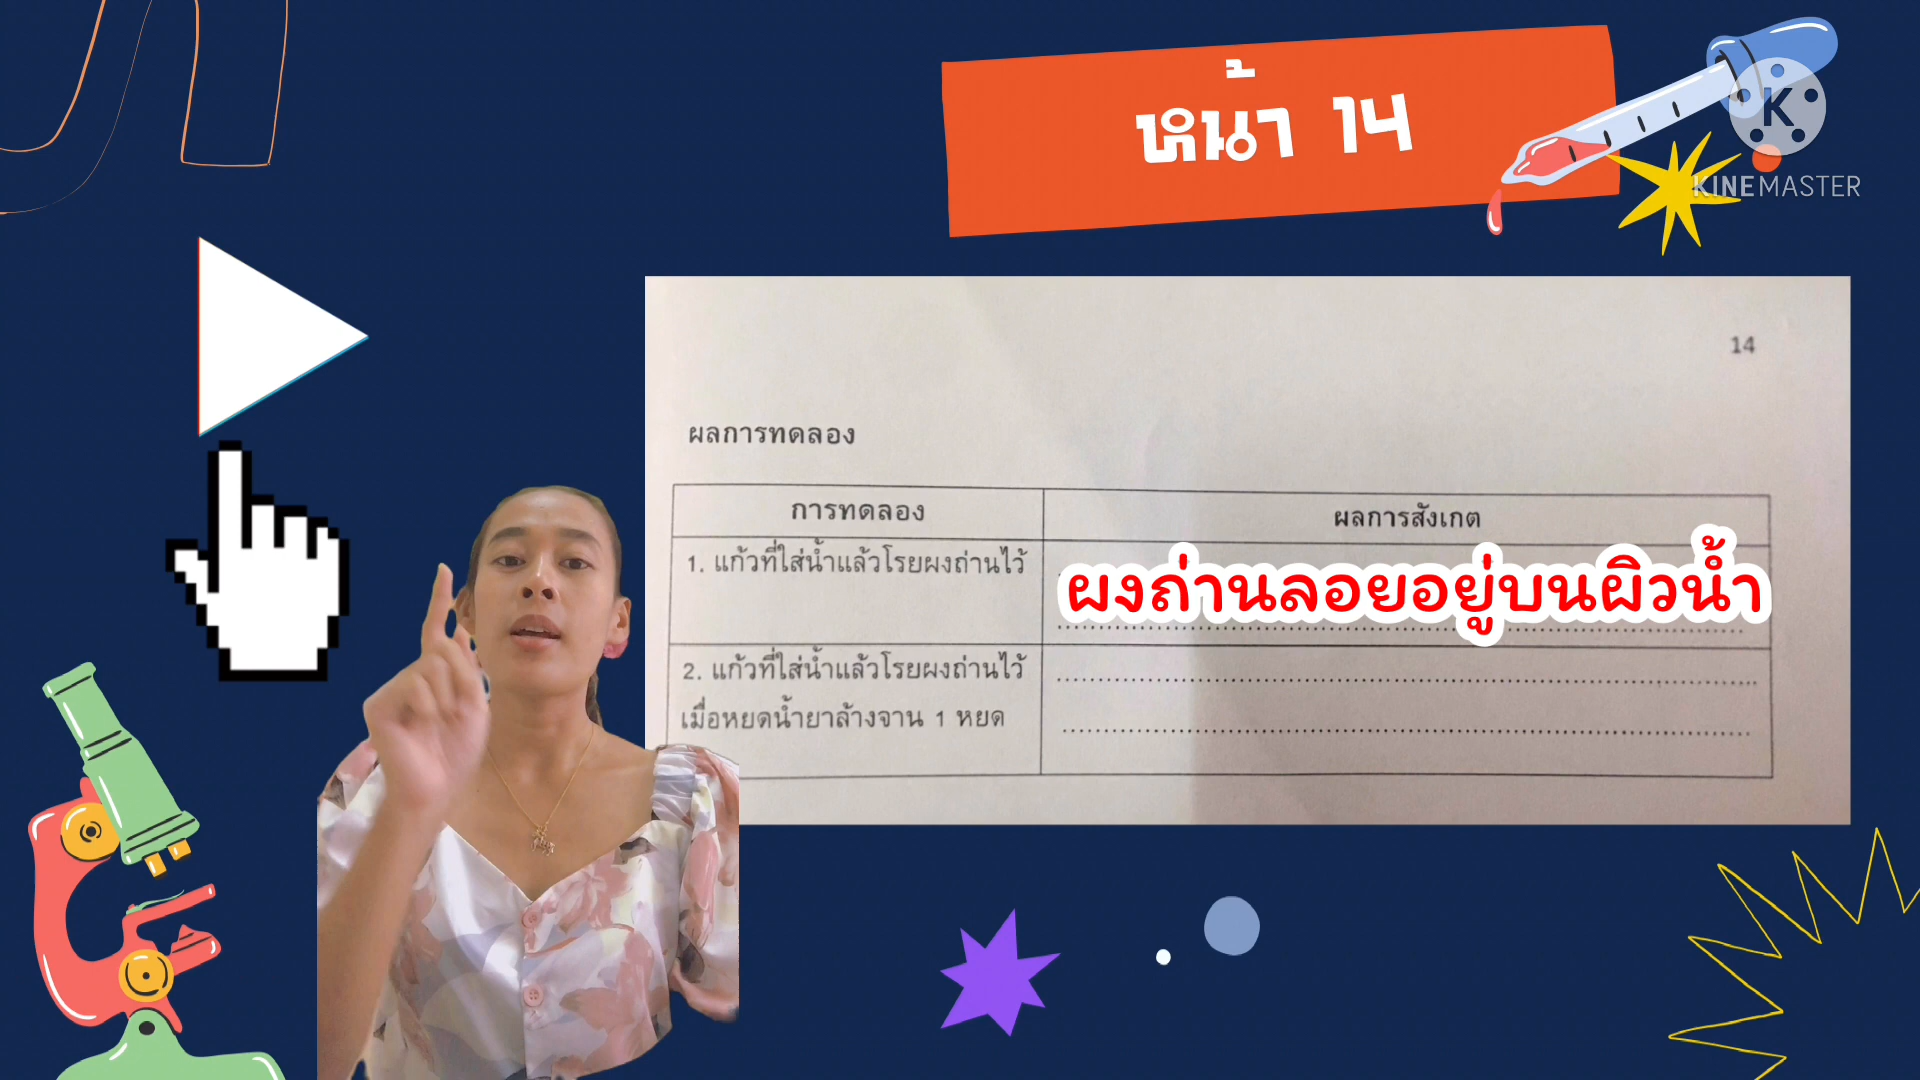 หน้า 14
KINEMASTER
14
ผลการทดลอง
การทดลอง
ผลการสังเกต
1. แก้วที่ใส่น้ำแล้วโรยผงถ่านไว้
ผงถ่านลอยอยู่บนผิวน้ำ
2. แก้วที่ใส่น้ำแล้วโรยผงถ่านไว้
เมื่อหยดน้ำยาล้างจาน 1 หยด